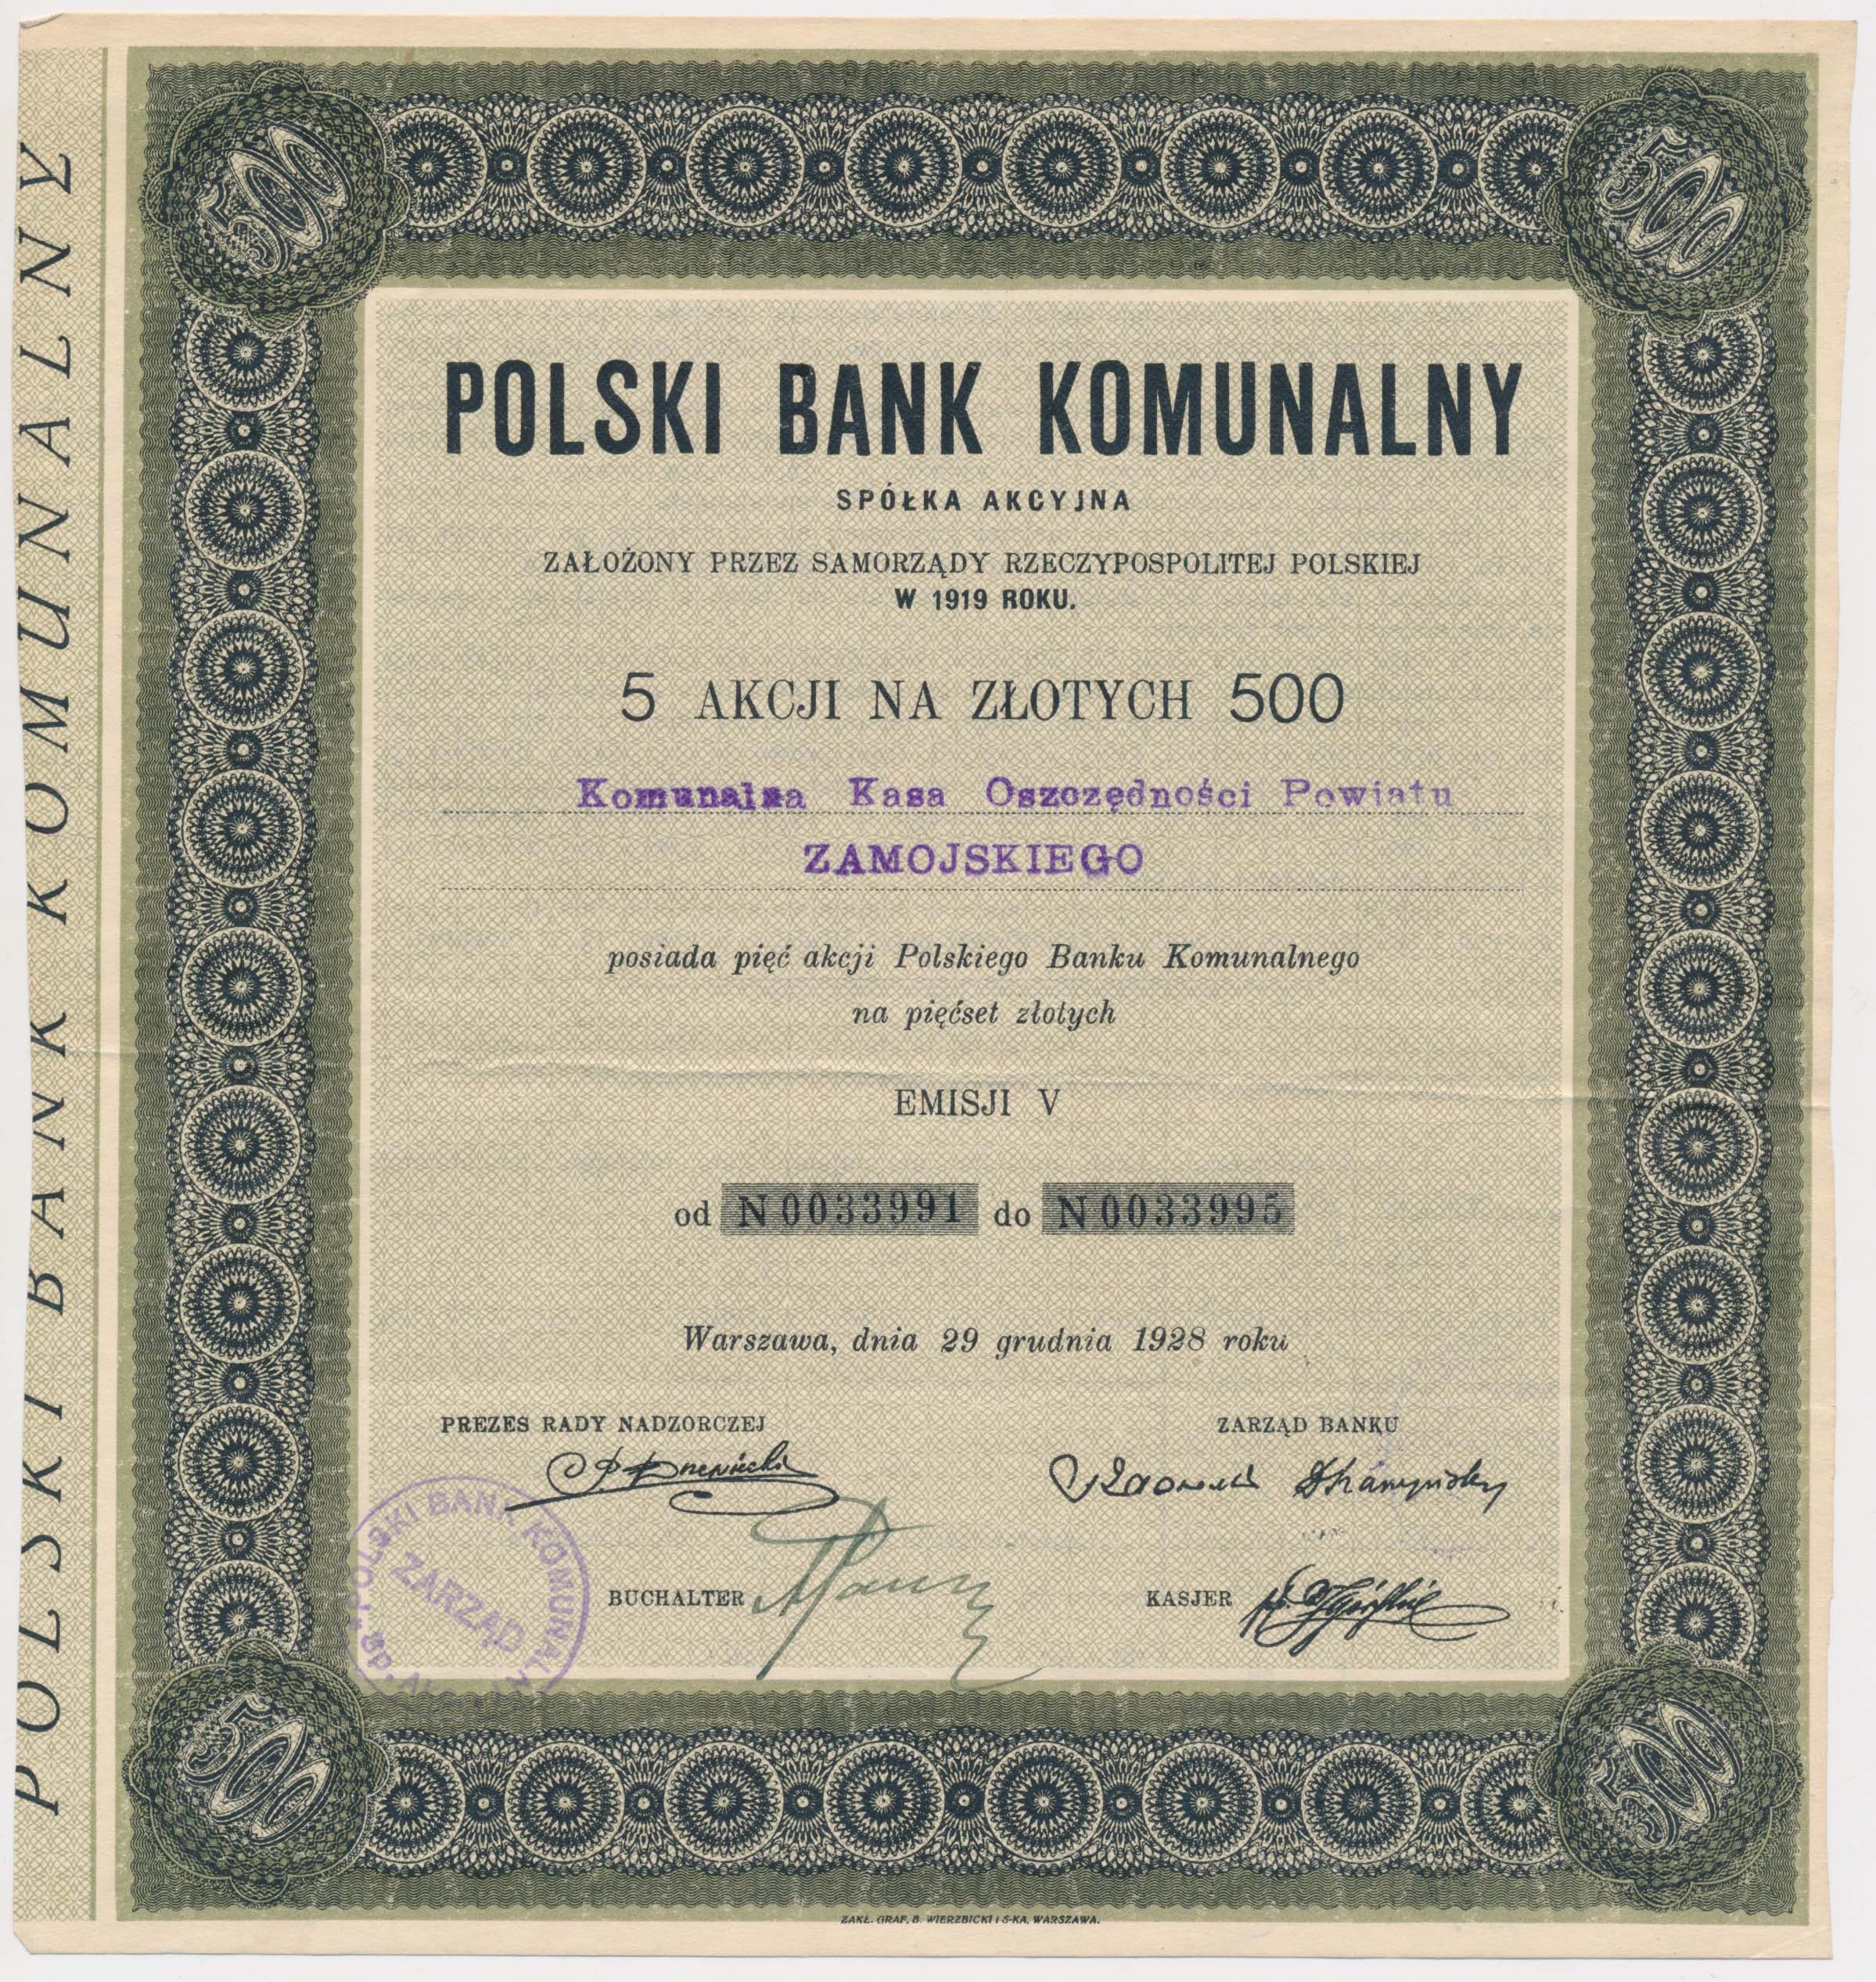 POLSKI BANK KOMUNALNY
500
500
POLSKI BANK KOMUNALNY
SPÓŁKA AKCYJNA
ZAŁOŻONY PRZEZ SAMORZĄDY RZECZYPOSPOLITEJ POLSKIEJ
W 1919 ROKU.
5 AKCJI NA ZŁOTYCH 500
Komunalna Kasa Oszczędności Powiatu
ZAMOJSKIEGO
posiada pięć akcji Polskiego Banku Komunalnego
na pięćset złotych
EMISJI V
od N0033991 do N0033995
Warszawa, dnia 29 grudnia 1928 roku
PREZES RADY NADZORCZEJ
ZARZĄD BANKU
POLSKI BANK KOMUNALNY
ZARZĄD
BUCHALTER
KASJER
500
500
ZAKŁ. GRAF. B. WIERZBICKI I S-KA, WARSZAWA.